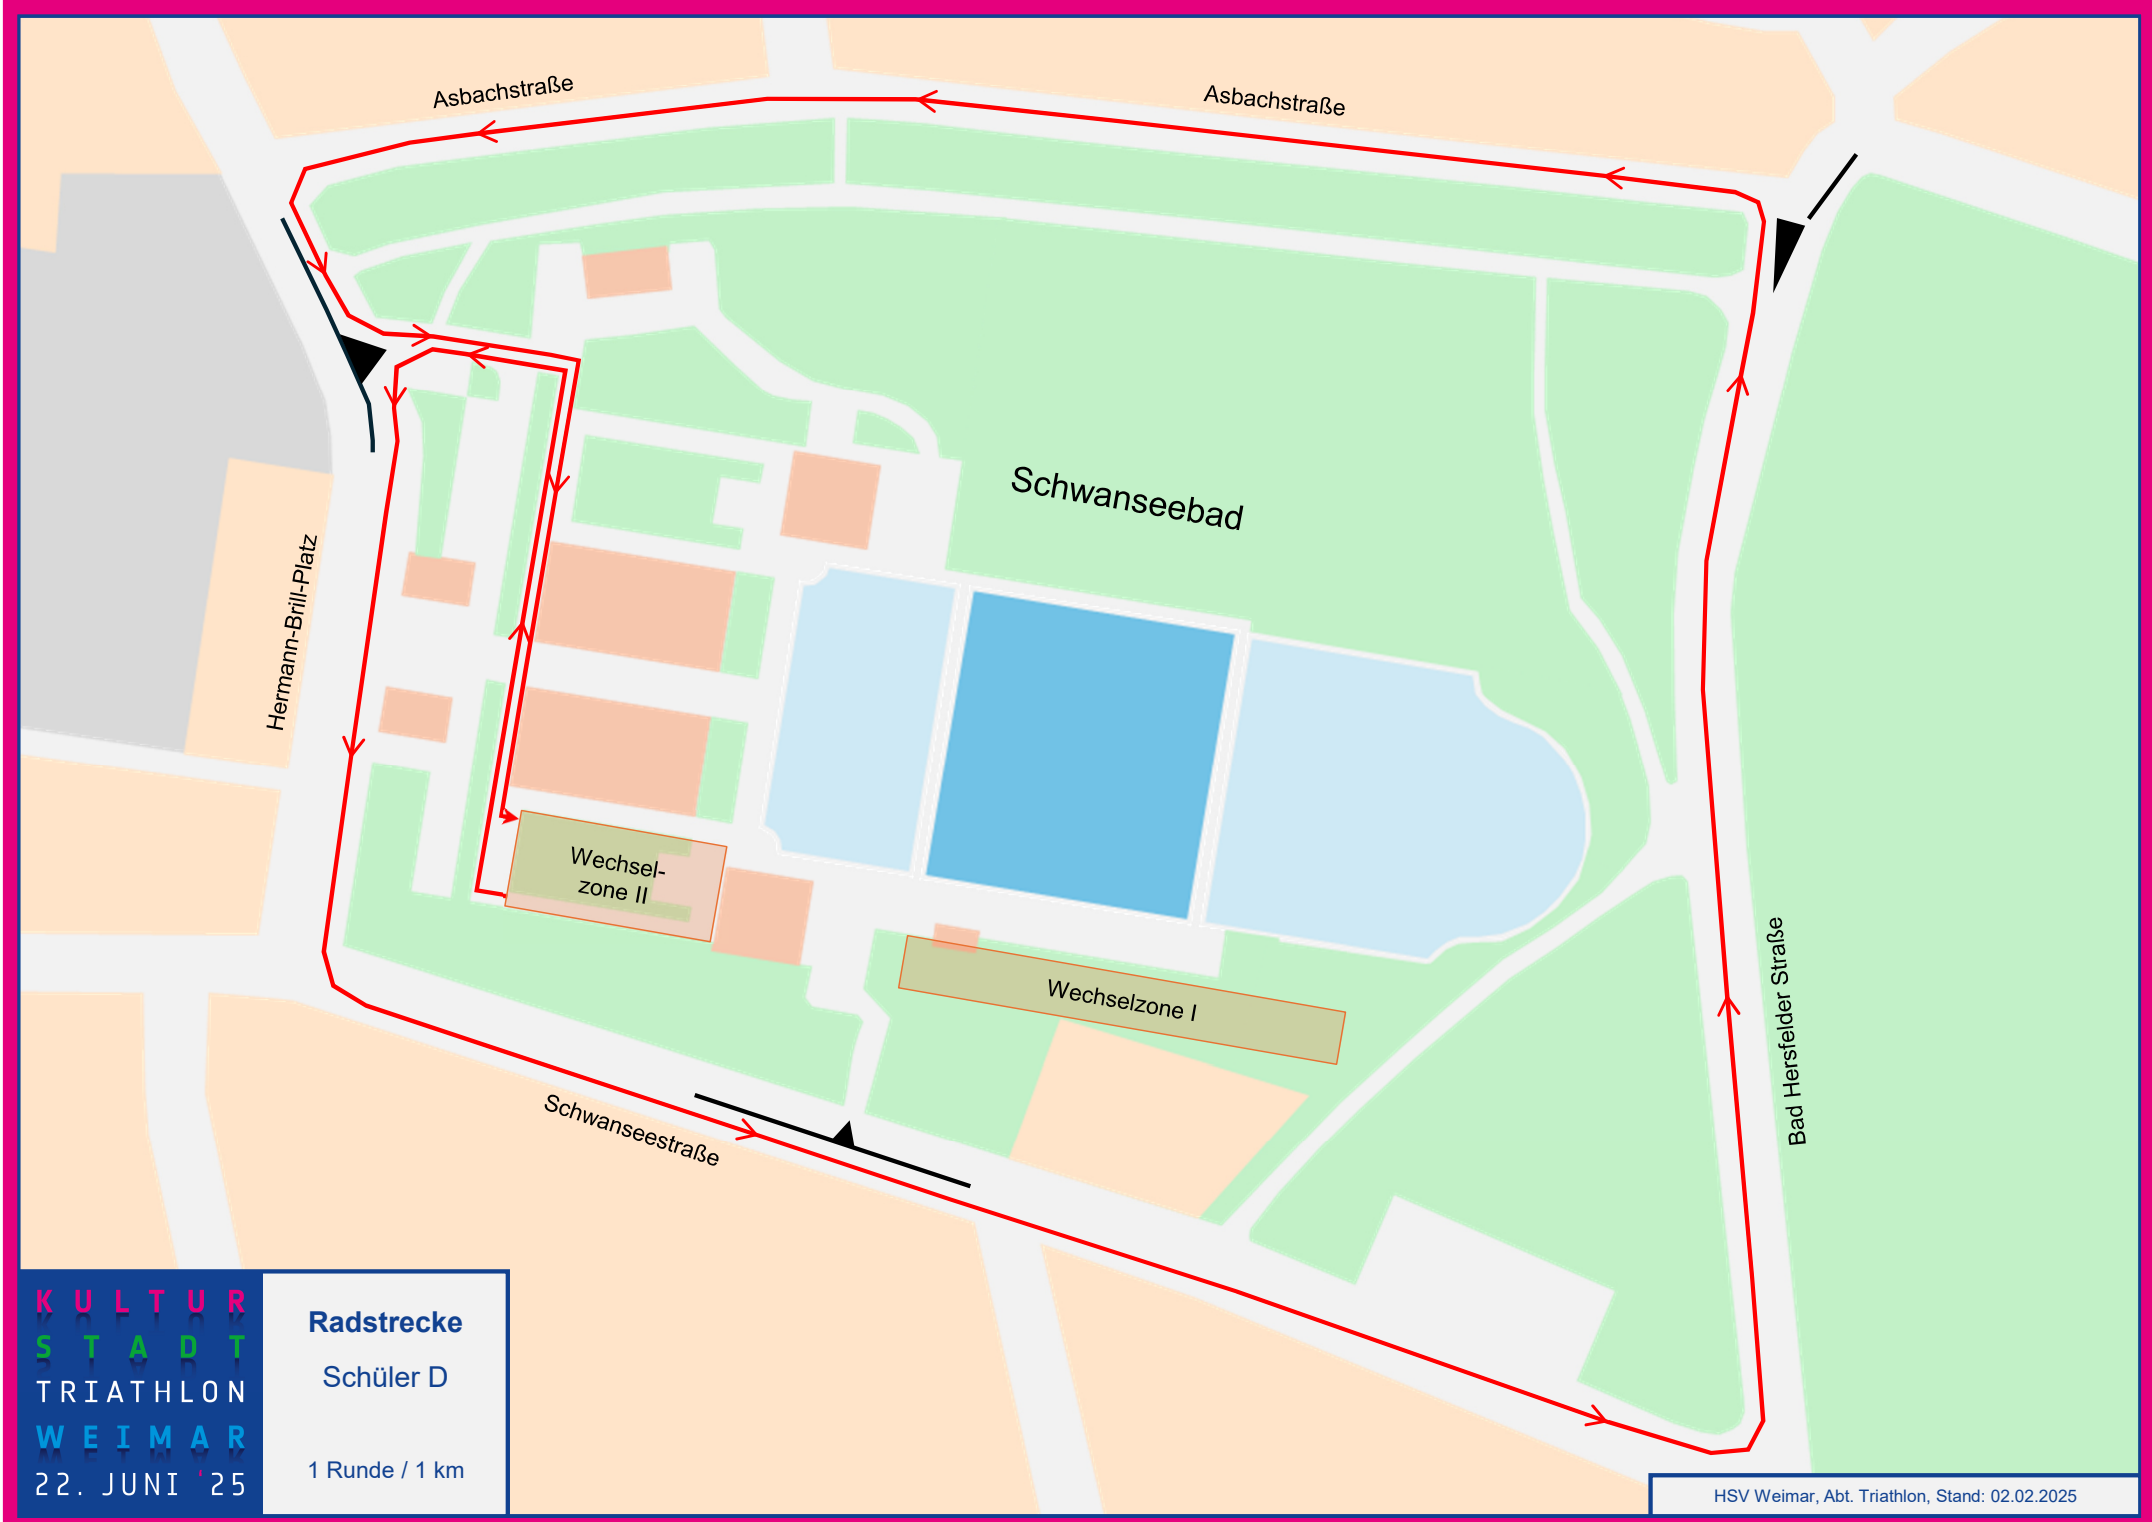 Asbachstraße
Asbachstraße
Schwanseebad
Hermann-Brill-Platz
Wechsel-
zone II
Wechselzone I
Bad Hersfelder Straße
Schwanseestraße
KULTUR
STADT
TRIATHLON
WEIMAR
22. JUNI '25
Radstrecke
Schüler D
1 Runde / 1 km
HSV Weimar, Abt. Triathlon, Stand: 02.02.2025